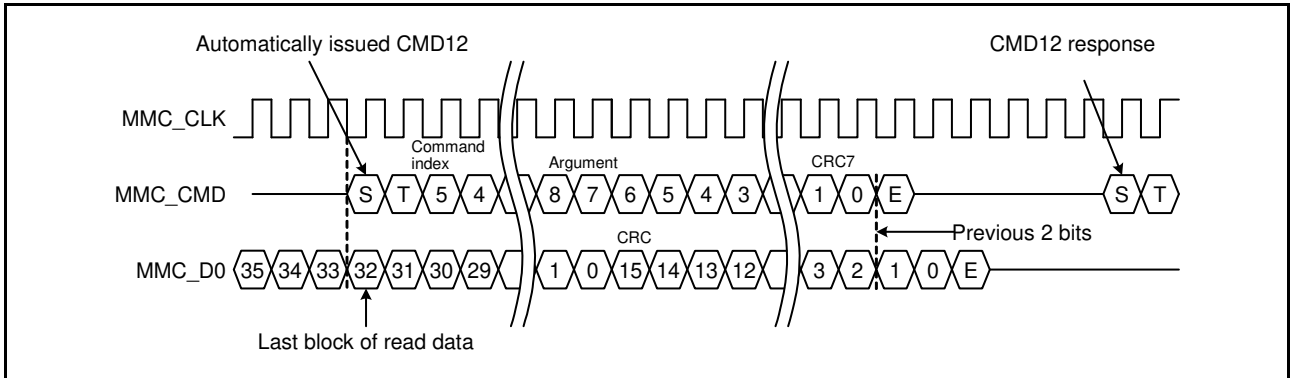 Automatically issued CMD12
CMD12 response
MMC_CLK
Command
index
Argument
CRC7
MMC_CMD
S T 5 4 8 7 6 5 4 3 1 0 E S T
Previous 2 bits
CRC
MMC_D0
35 34 33 32 31 30 29 1 0 15 14 13 12 3 2 1 0 E
Last block of read data